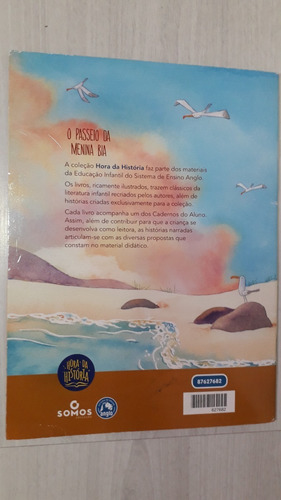 O PASSEIO DA
MENINA BIA
A coleção Hora da História faz parte dos materiais
da Educação Infantil do Sistema de Ensino Anglo.
Os livros, ricamente ilustrados, trazem clássicos da
literatura infantil recriados pelos autores, além de
histórias criadas exclusivamente para a coleção.
Cada livro acompanha um dos Cadernos do Aluno.
Assim, além de contribuir para que a criança se
desenvolva como leitora, as histórias narradas
articulam-se com as diversas propostas que
constam no material didático.
HORA DA
HISTÓRIA
SOMOS
anglo
87627682
827682